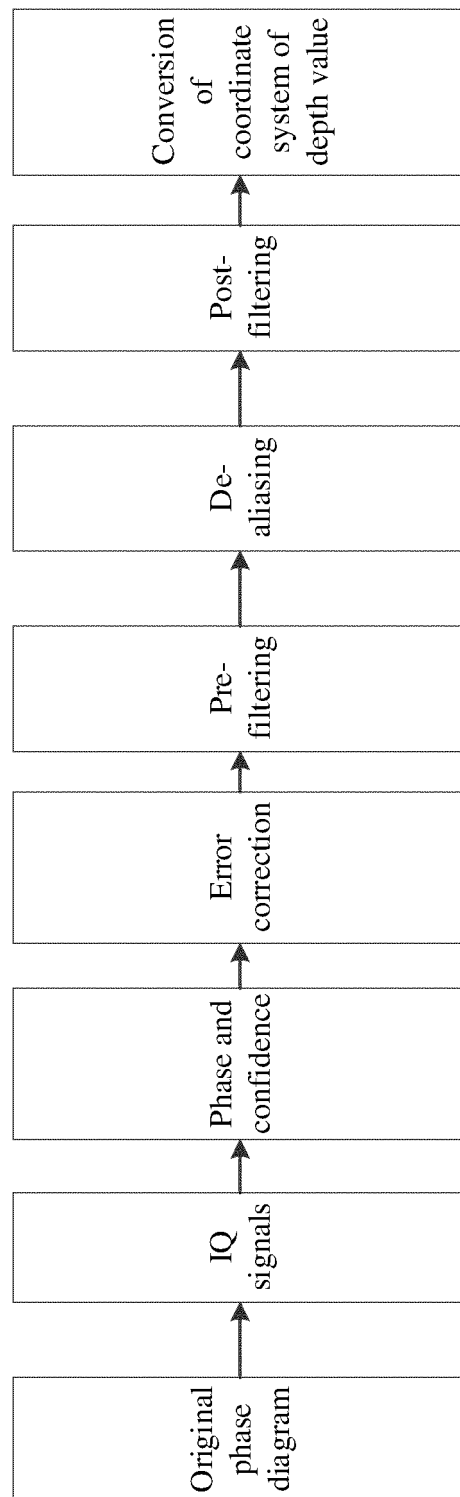 Original
phase
diagram
IQ
signals
Phase and
confidence
Error
correction
Pre-
filtering
De-
aliasing
Post-
filtering
Conversion
of
coordinate
system of
depth value